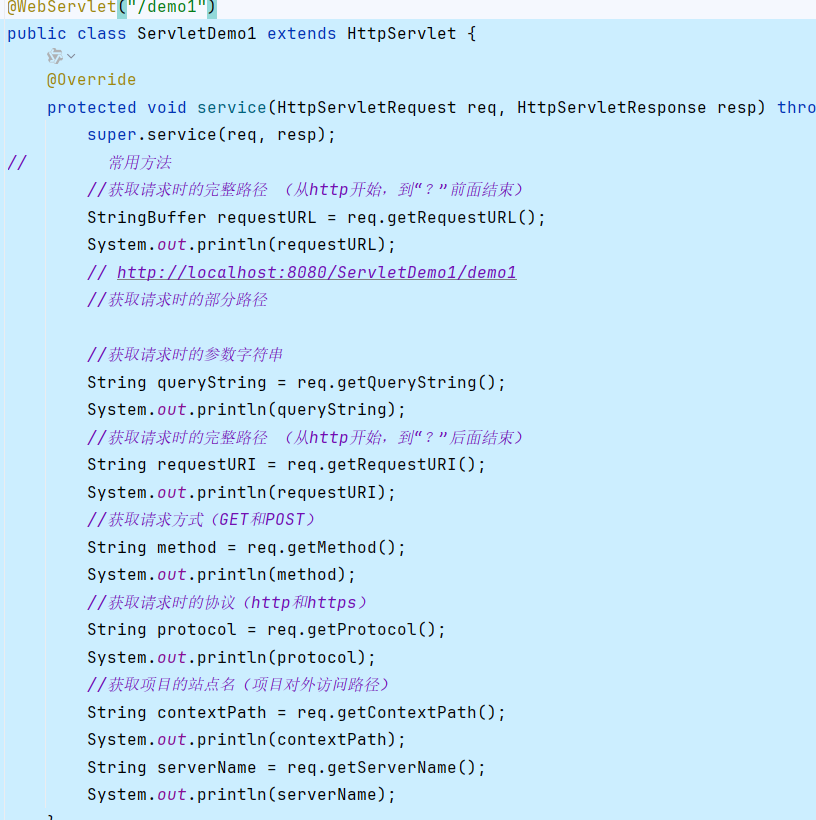 @WebServlet("/demo1")
public class ServletDemo1 extends HttpServlet {
@Override
protected void service(HttpServletRequest req, HttpServletResponse resp) thro
super.service(req, resp);
// 常用方法
//获取请求时的完整路径 （从http开始，到“？”前面结束）
StringBuffer requestURL = req.getRequestURL();
System.out.println(requestURL);
// http://localhost:8080/ServletDemo1/demo1
//获取请求时的部分路径
//获取请求时的参数字符串
String queryString = req.getQueryString();
System.out.println(queryString);
//获取请求时的完整路径 （从http开始，到“？”后面结束）
String requestURI = req.getRequestURI();
System.out.println(requestURI);
//获取请求方式（GET和POST）
String method = req.getMethod();
System.out.println(method);
//获取请求时的协议（http和https）
String protocol = req.getProtocol();
System.out.println(protocol);
//获取项目的站点名（项目对外访问路径）
String contextPath = req.getContextPath();
System.out.println(contextPath);
String serverName = req.getServerName();
System.out.println(serverName);
}